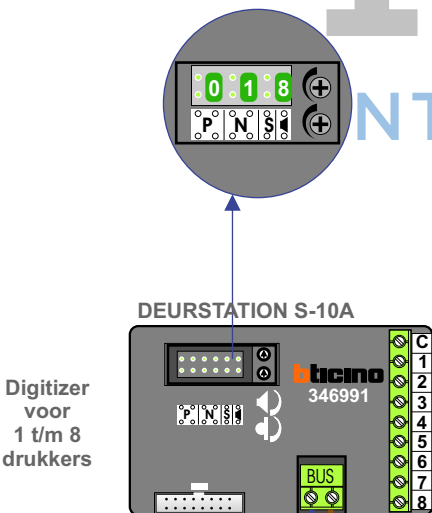 0 1 8
P N S
NT
DEURSTATION S-10A
Digitizer
voor
1 t/m 8
drukkers
bticino
346991
P N S
BUS
C
1
2
3
4
5
6
7
8